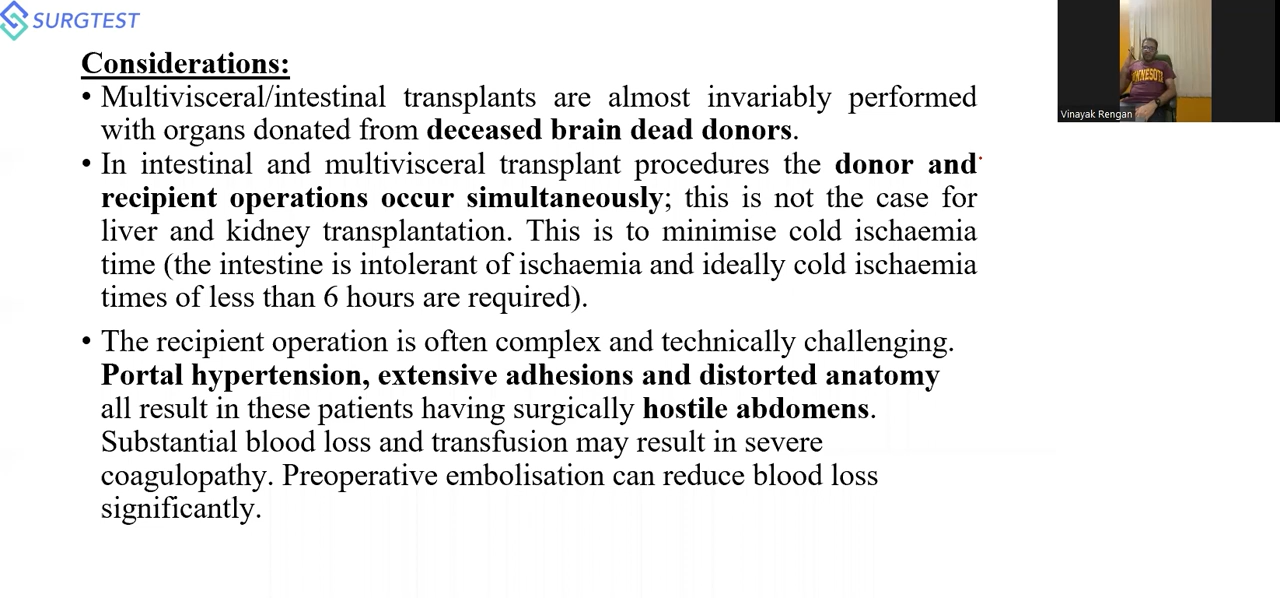 SURGTEST
Considerations:
• Multivisceral/intestinal transplants are almost invariably performed
with organs donated from deceased brain dead donors.
• In intestinal and multivisceral transplant procedures the donor and
recipient operations occur simultaneously; this is not the case for
liver and kidney transplantation. This is to minimise cold ischaemia
time (the intestine is intolerant of ischaemia and ideally cold ischaemia
times of less than 6 hours are required).
• The recipient operation is often complex and technically challenging.
Portal hypertension, extensive adhesions and distorted anatomy
all result in these patients having surgically hostile abdomens.
Substantial blood loss and transfusion may result in severe
coagulopathy. Preoperative embolisation can reduce blood loss
significantly.
Vinayak Rengan